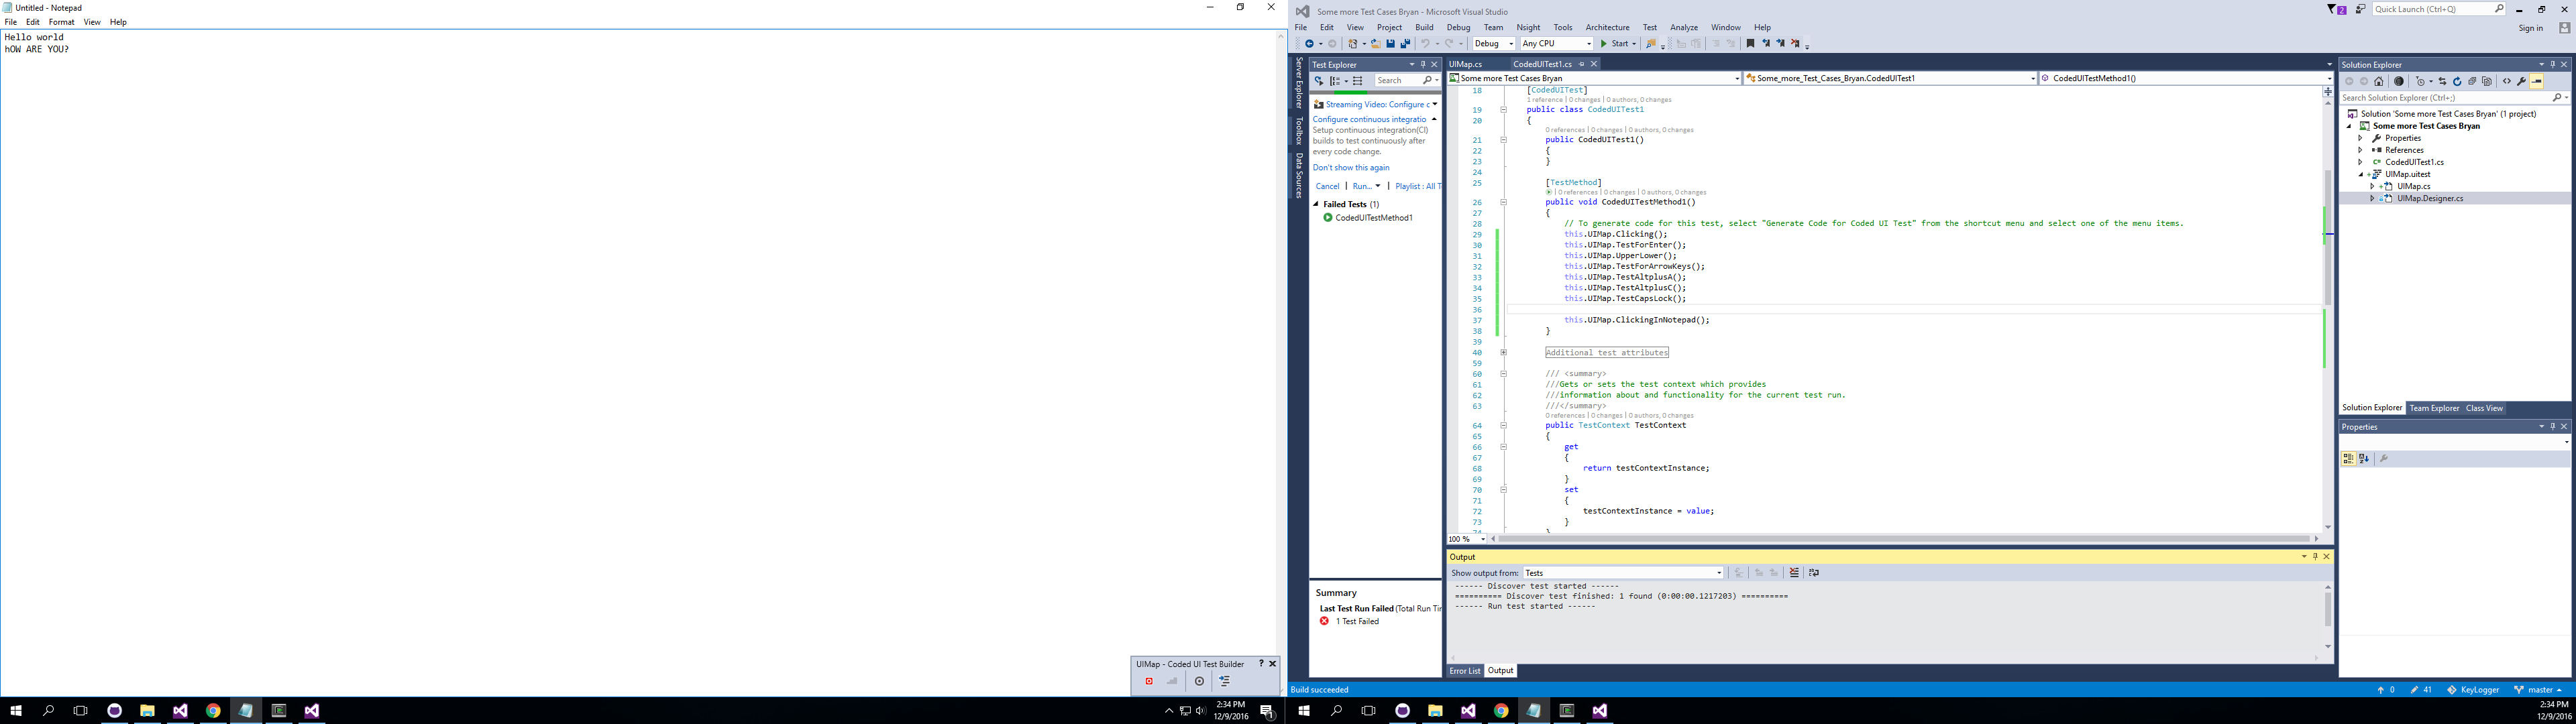 Untitled - Notepad
File Edit Format View Help
Hello world
hOW ARE YOU?
UIMap - Coded UI Test Builder ?
2:34 PM
12/9/2016
Some more Test Cases Bryan - Microsoft Visual Studio
2
Quick Launch (Ctrl+Q)
File Edit View Project Build Debug Team Nsight Tools Architecture Test Analyze Window Help
Sign in
Debug Any CPU Start
Server Explorer
Toolbox
Data Sources
Test Explorer
Search
Streaming Video: Configure c
Configure continuous integratio
Setup continuous integration(CI)
builds to test continuously after
every code change.
Don't show this again
Cancel | Run... | Playlist : All T
Failed Tests (1)
CodedUITestMethod1
Summary
Last Test Run Failed (Total Run Tir
1 Test Failed
UIMap.cs CodedUITest1.cs
Some more Test Cases Bryan Some_more_Test_Cases_Bryan.CodedUITest1 CodedUITestMethod1()
18 [CodedUITest]
1 reference | 0 changes | 0 authors, 0 changes
19 public class CodedUITest1
20 {
0 references | 0 changes | 0 authors, 0 changes
21 public CodedUITest1()
22 {
23 }
24
25 [TestMethod]
| 0 references | 0 changes | 0 authors, 0 changes
26 public void CodedUITestMethod1()
27 {
28 // To generate code for this test, select "Generate Code for Coded UI Test" from the shortcut menu and select one of the menu items.
29 this.UIMap.Clicking();
30 this.UIMap.TestForEnter();
31 this.UIMap.UpperLower();
32 this.UIMap.TestForArrowKeys();
33 this.UIMap.TestAltplusA();
34 this.UIMap.TestAltplusC();
35 this.UIMap.TestCapsLock();
36
37 this.UIMap.ClickingInNotepad();
38 }
39
40 Additional test attributes
59
60 /// <summary>
61 ///Gets or sets the test context which provides
62 ///information about and functionality for the current test run.
63 ///</summary>
0 references | 0 changes | 0 authors, 0 changes
64 public TestContext TestContext
65 {
66 get
67 {
68 return testContextInstance;
69 }
70 set
71 {
72 testContextInstance = value;
73 }
74 }
100 %
Output
Show output from: Tests
------ Discover test started ------
========== Discover test finished: 1 found (0:00:00.1217203) ==========
------ Run test started ------
Error List Output
Solution Explorer
Search Solution Explorer (Ctrl+;)
Solution 'Some more Test Cases Bryan' (1 project)
Some more Test Cases Bryan
Properties
References
CodedUITest1.cs
UIMap.uitest
UIMap.cs
UIMap.Designer.cs
Solution Explorer Team Explorer Class View
Properties
Build succeeded
0 41 KeyLogger master
2:34 PM
12/9/2016